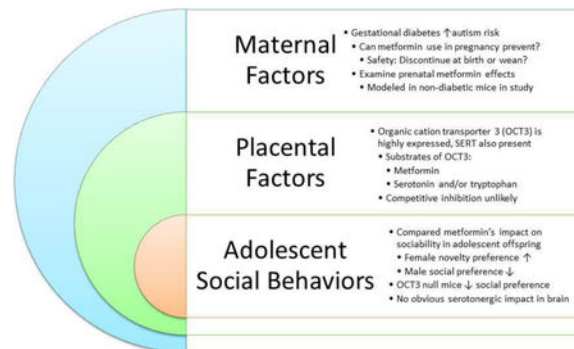 Maternal
Factors
▪ Gestational diabetes ↑autism risk
▪ Can metformin use in pregnancy prevent?
▪ Safety: Discontinue at birth or wean?
▪ Examine prenatal metformin effects
▪ Modeled in non-diabetic mice in study
Placental
Factors
▪ Organic cation transporter 3 (OCT3) is
highly expressed, SERT also present
▪ Substrates of OCT3:
▪ Metformin
▪ Serotonin and/or tryptophan
▪ Competitive inhibition unlikely
Adolescent
Social Behaviors
▪ Compared metformin's impact on
sociability in adolescent offspring
▪ Female novelty preference ↑
▪ Male social preference ↓
▪ OCT3 null mice ↓ social preference
▪ No obvious serotonergic impact in brain